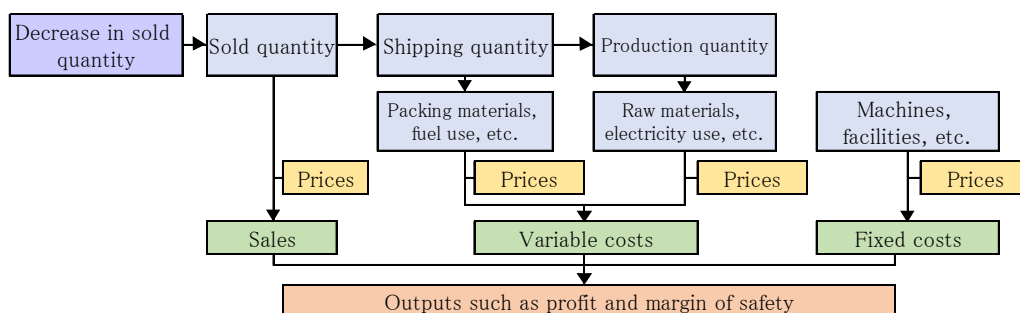 Decrease in sold
quantity
Sold quantity
Shipping quantity
Production quantity
Packing materials,
fuel use, etc.
Raw materials,
electricity use, etc.
Machines,
facilities, etc.
Prices
Prices
Prices
Prices
Sales
Variable costs
Fixed costs
Outputs such as profit and margin of safety